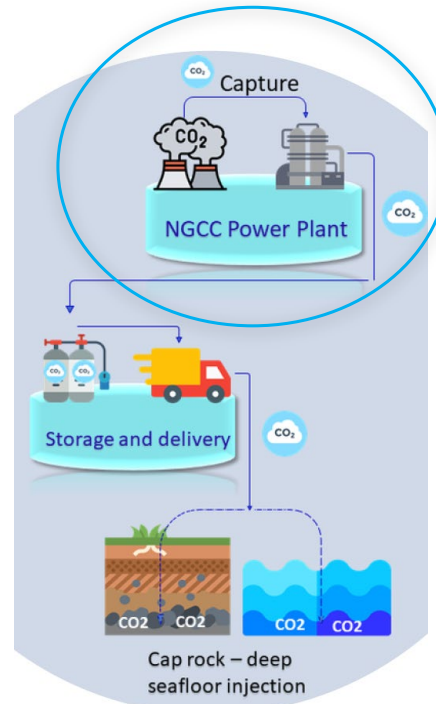 CO₂
Capture
CO₂
NGCC Power Plant
CO₂
CO₂ CO₂
Storage and delivery
CO₂
CO2 CO2 CO2 CO2
Cap rock – deep
seafloor injection